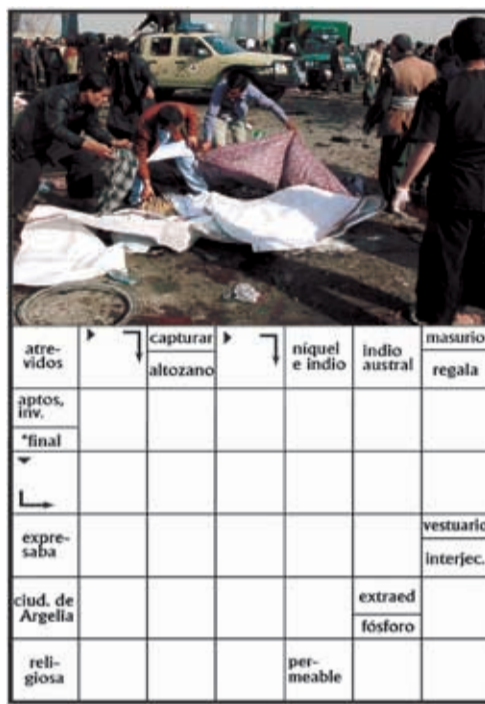 atre-
vidos
capturar
altozano
níquel
e indio
indio
austral
masurio
regala
aptos,
inv.
*final
expre-
saba
vestuario
interjec.
ciud. de
Argelia
extraed
fósforo
reli-
giosa
per-
meable